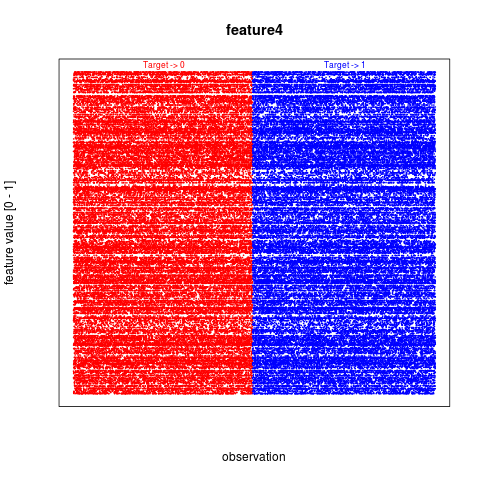 feature4
Target -> 0
Target -> 1
feature value [0 - 1]
observation